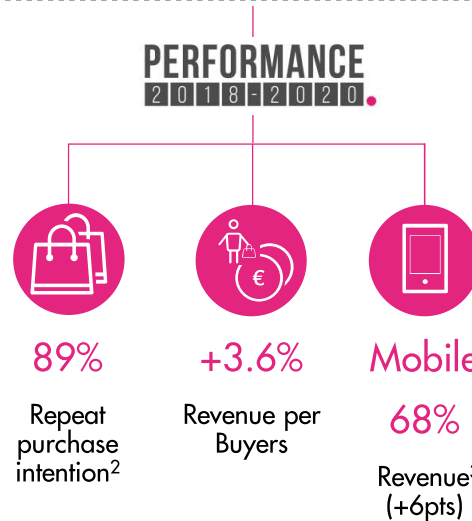 PERFORMANCE
2018-2020
€
89%
Repeat
purchase
intention²
+3.6%
Revenue per
Buyers
Mobile
68%
Revenue
(+6pts)